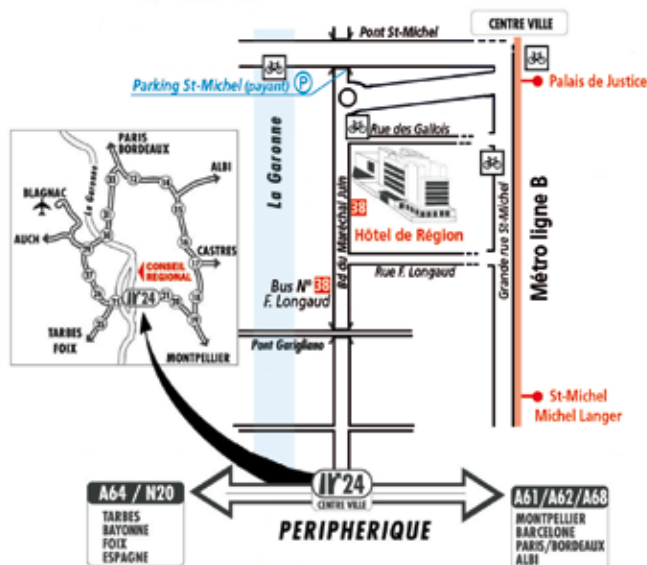 CENTRE VILLE
Pont St-Michel
Parking St-Michel (payant) P
Palais de Justice
Rue des Gallois
La Garonne
Bd du Maréchal Juin
38
Hôtel de Région
Grande rue St-Michel
Métro ligne B
Rue F. Longaud
Bus N° 38
F. Longaud
Pont Garigliano
St-Michel
Michel Langer
PARIS
BORDEAUX
ALBI
BLAGNAC
La Garonne
AUCH
CASTRES
CONSEIL
REGIONAL
24
TARBES
FOIX
MONTPELLIER
24
CENTRE VILLE
PERIPHERIQUE
A64 / N20
TARBES
BAYONNE
FOIX
ESPAGNE
A61/A62/A68
MONTPELLIER
BARCELONE
PARIS/BORDEAUX
ALBI